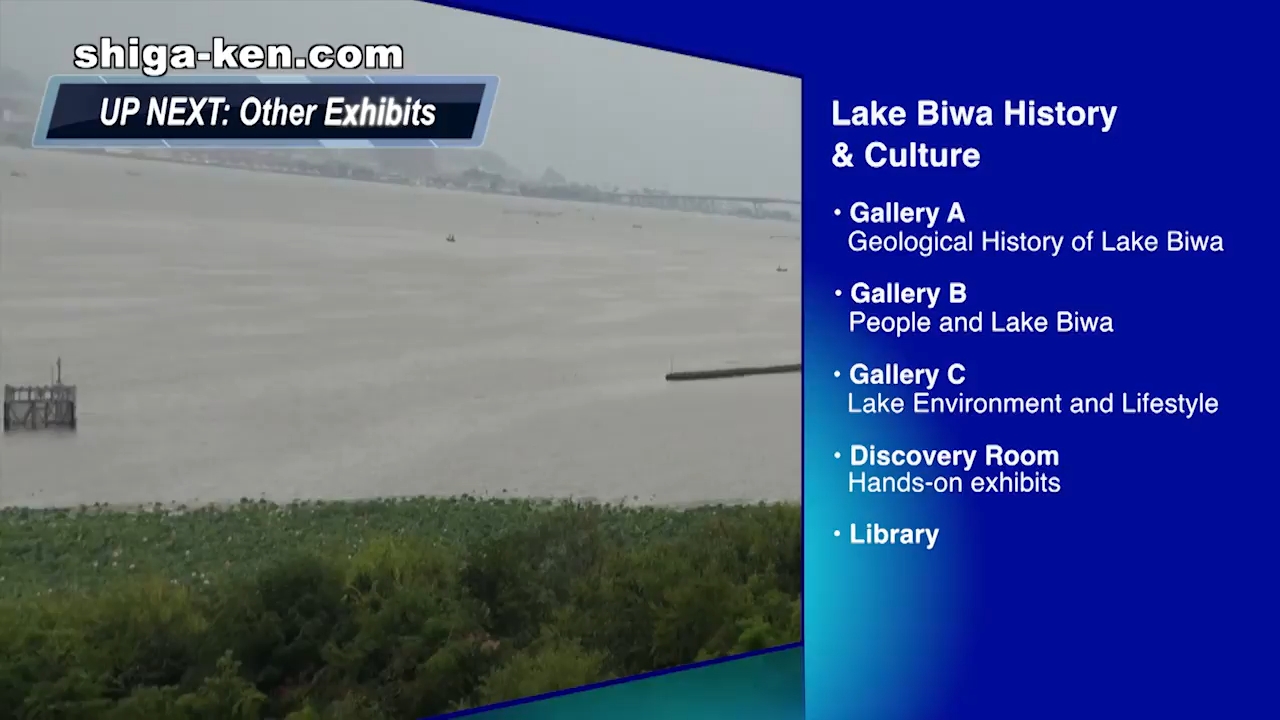 shiga-ken.com
UP NEXT: Other Exhibits
Lake Biwa History
& Culture
• Gallery A
Geological History of Lake Biwa
• Gallery B
People and Lake Biwa
• Gallery C
Lake Environment and Lifestyle
• Discovery Room
Hands-on exhibits
• Library